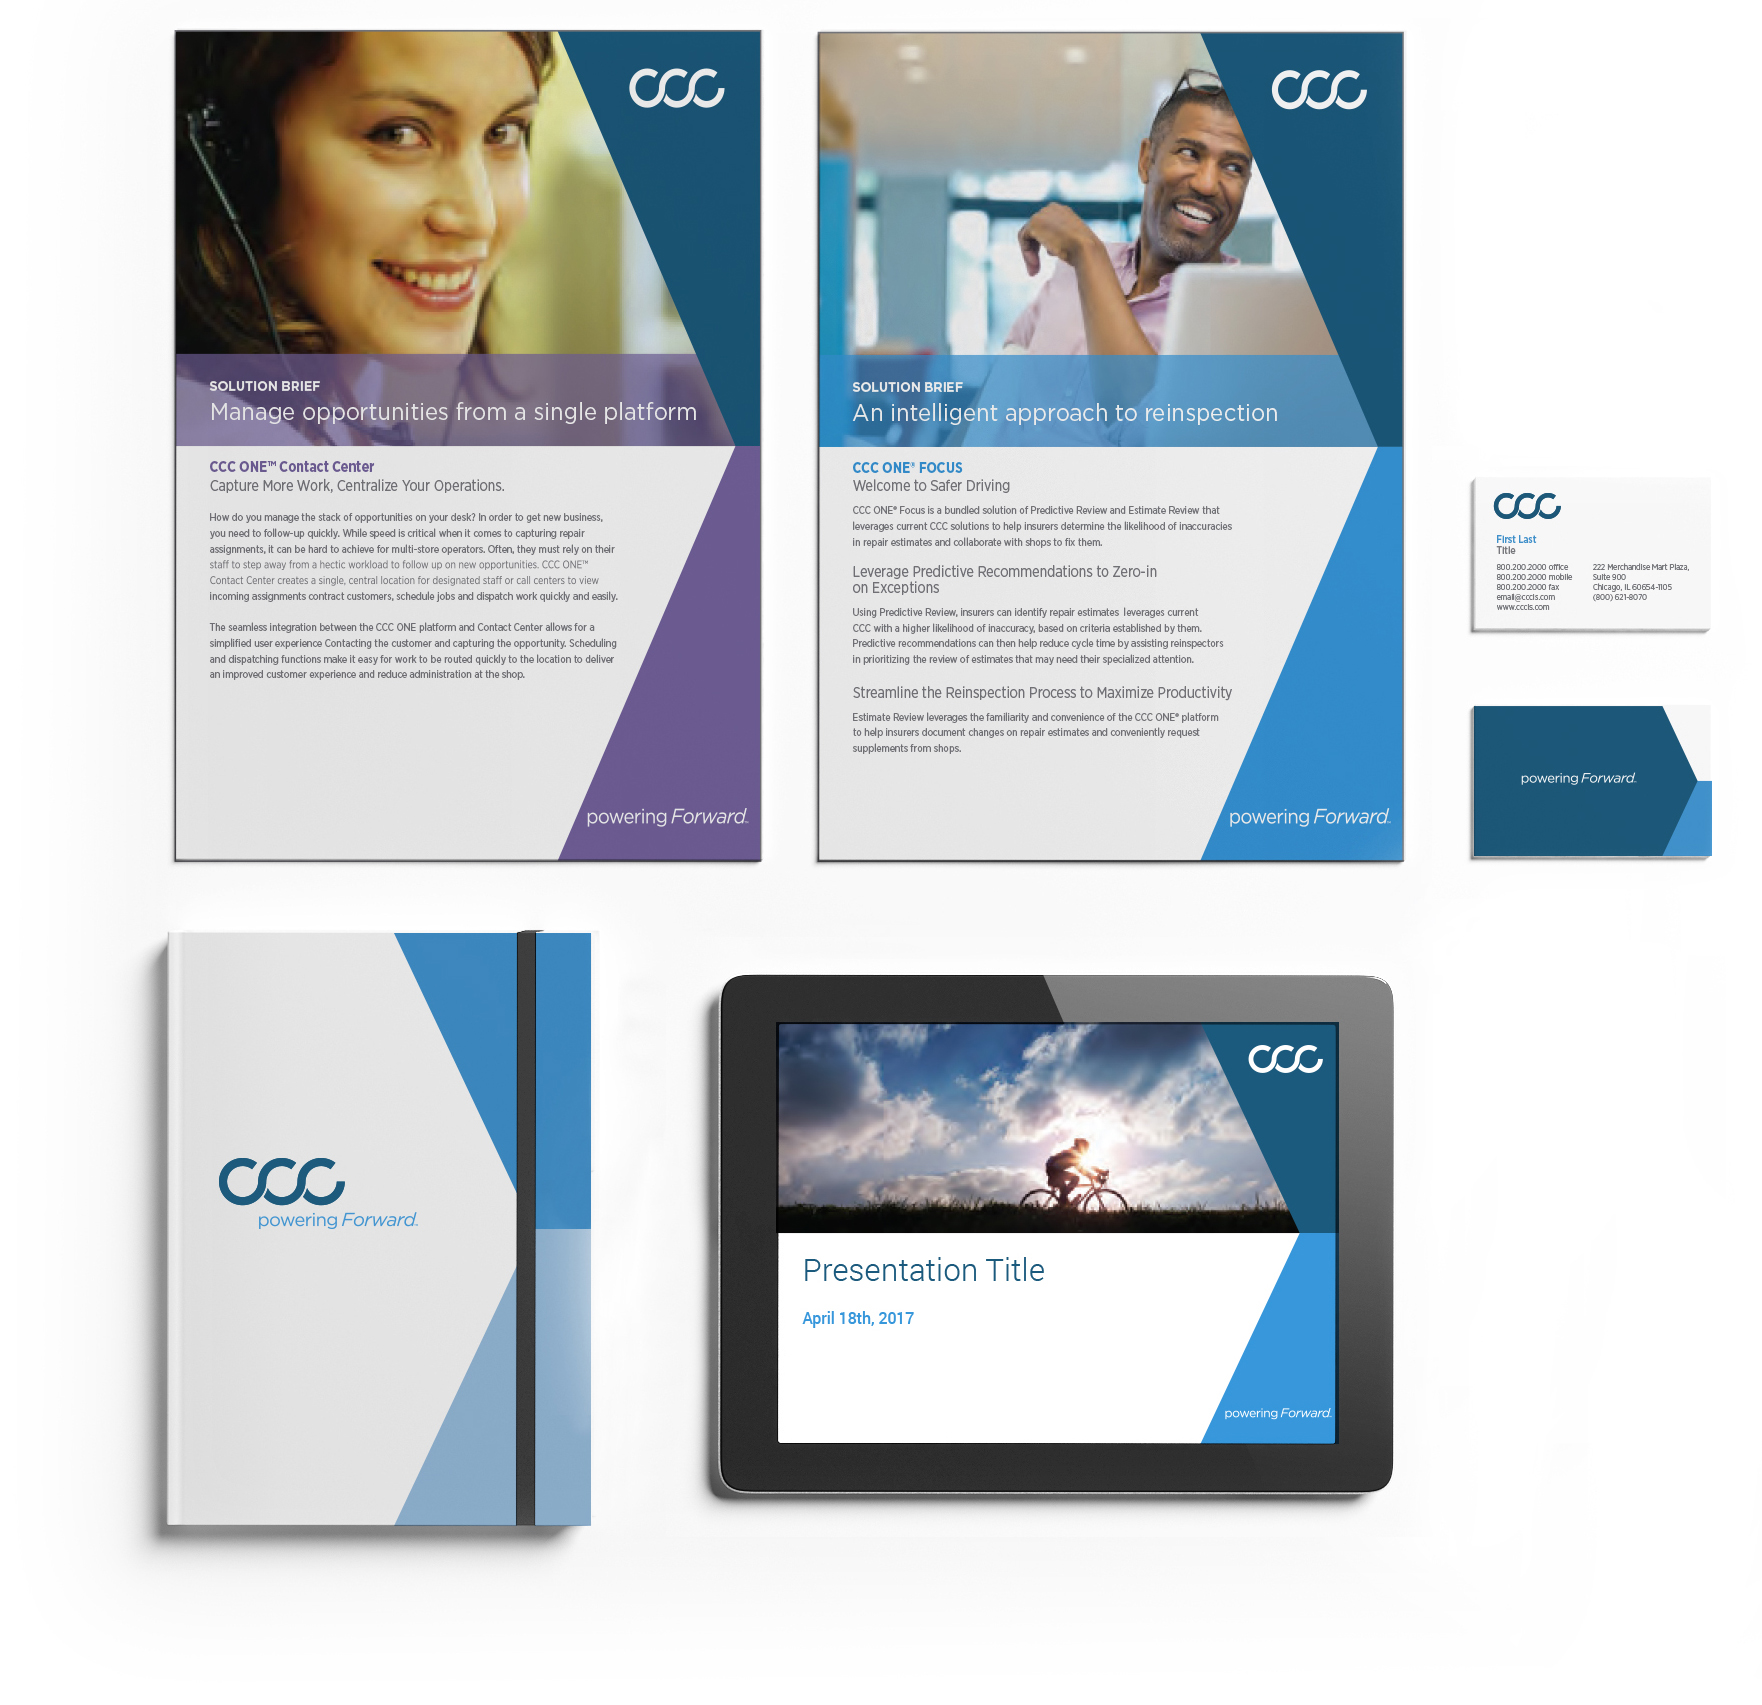 CCC
SOLUTION BRIEF
Manage opportunities from a single platform
CCC ONE™ Contact Center
Capture More Work, Centralize Your Operations.
How do you manage the stack of opportunities on your desk? In order to get new business,
you need to follow-up quickly. While speed is critical when it comes to capturing repair
assignments, it can be hard to achieve for multi-store operators. Often, they must rely on their
staff to step away from a hectic workload to follow up on new opportunities. CCC ONE™
Contact Center creates a single, central location for designated staff or call centers to view
incoming assignments contract customers, schedule jobs and dispatch work quickly and easily.
The seamless integration between the CCC ONE platform and Contact Center allows for a
simplified user experience Contacting the customer and capturing the opportunity. Scheduling
and dispatching functions make it easy for work to be routed quickly to the location to deliver
an improved customer experience and reduce administration at the shop.
powering Forward™
CCC
SOLUTION BRIEF
An intelligent approach to reinspection
CCC ONE® FOCUS
Welcome to Safer Driving
CCC ONE® Focus is a bundled solution of Predictive Review and Estimate Review that
leverages current CCC solutions to help insurers determine the likelihood of inaccuracies
in repair estimates and collaborate with shops to fix them.
Leverage Predictive Recommendations to Zero-in
on Exceptions
Using Predictive Review, insurers can identify repair estimates leverages current
CCC with a higher likelihood of inaccuracy, based on criteria established by them.
Predictive recommendations can then help reduce cycle time by assisting reinspectors
in prioritizing the review of estimates that may need their specialized attention.
Streamline the Reinspection Process to Maximize Productivity
Estimate Review leverages the familiarity and convenience of the CCC ONE® platform
to help insurers document changes on repair estimates and conveniently request
supplements from shops.
powering Forward™
CCC
First Last
Title
800.200.2000 office
800.200.2000 mobile
800.200.2000 fax
email@cccis.com
www.cccis.com
222 Merchandise Mart Plaza,
Suite 900
Chicago, IL 60654-1105
(800) 621-8070
powering Forward™
CCC
powering Forward™
CCC
Presentation Title
April 18th, 2017
powering Forward™